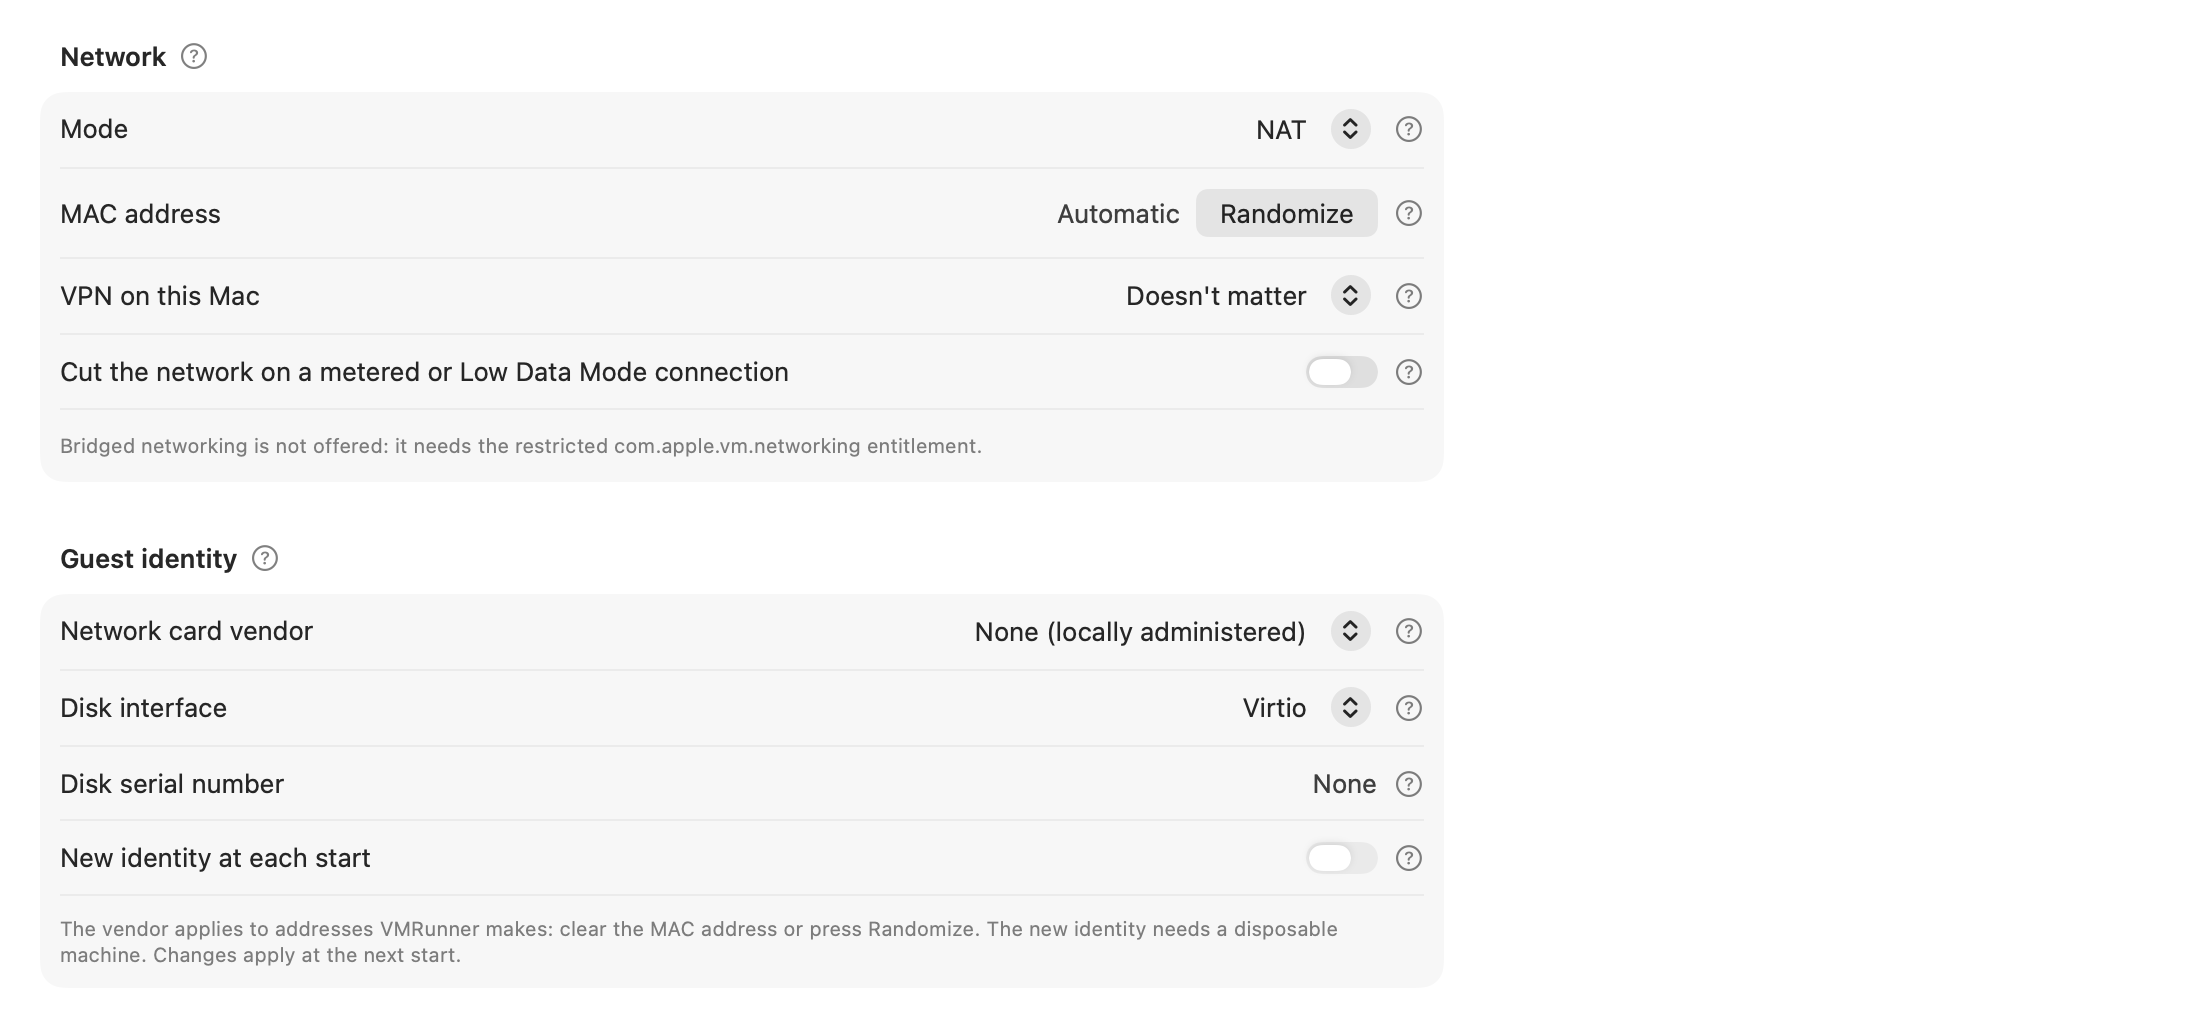 Network
Mode
NAT
MAC address
Automatic
Randomize
VPN on this Mac
Doesn't matter
Cut the network on a metered or Low Data Mode connection
Bridged networking is not offered: it needs the restricted com.apple.vm.networking entitlement.
Guest identity
Network card vendor
None (locally administered)
Disk interface
Virtio
Disk serial number
None
New identity at each start
The vendor applies to addresses VMRunner makes: clear the MAC address or press Randomize. The new identity needs a disposable
machine. Changes apply at the next start.